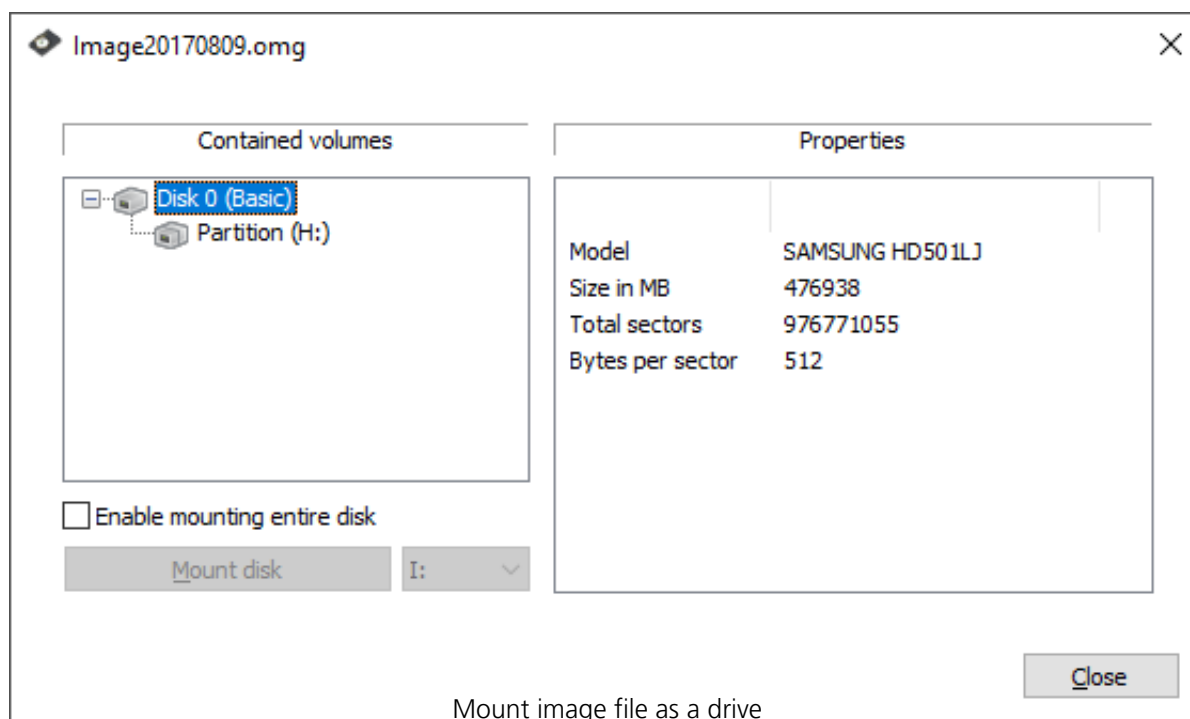 Image20170809.omg
Contained volumes
Disk 0 (Basic)
Partition (H:)
Enable mounting entire disk
Mount disk I:
Properties
Model SAMSUNG HD501LJ
Size in MB 476938
Total sectors 976771055
Bytes per sector 512
Close
Mount image file as a drive